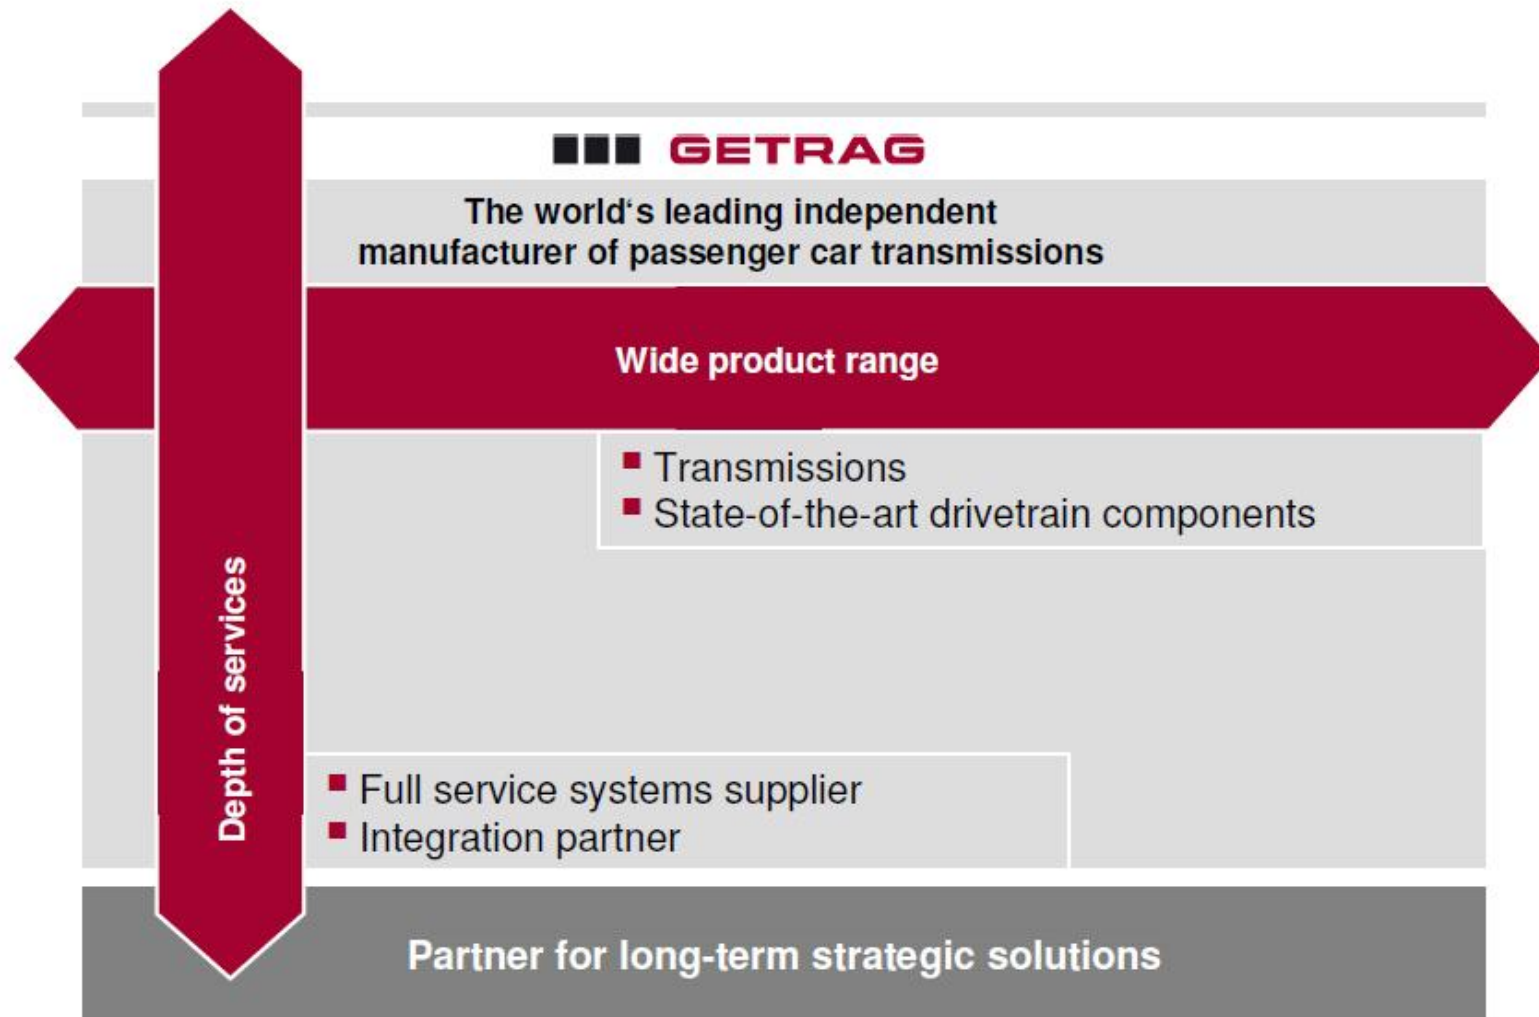 GETRAG
The world‘s leading independent
manufacturer of passenger car transmissions
Wide product range
Transmissions
State-of-the-art drivetrain components
Depth of services
Full service systems supplier
Integration partner
Partner for long-term strategic solutions